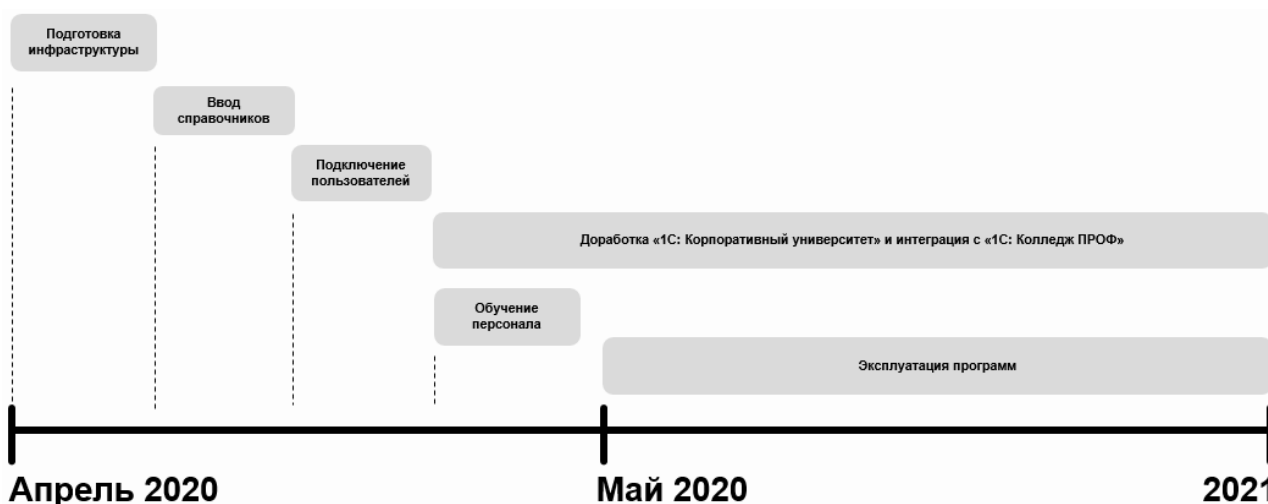 Подготовка
инфраструктуры
Ввод
справочников
Подключение
пользователей
Доработка «1С: Корпоративный университет» и интеграция с «1С: Колледж ПРОФ»
Обучение
персонала
Эксплуатация программ
Апрель 2020
Май 2020
2021